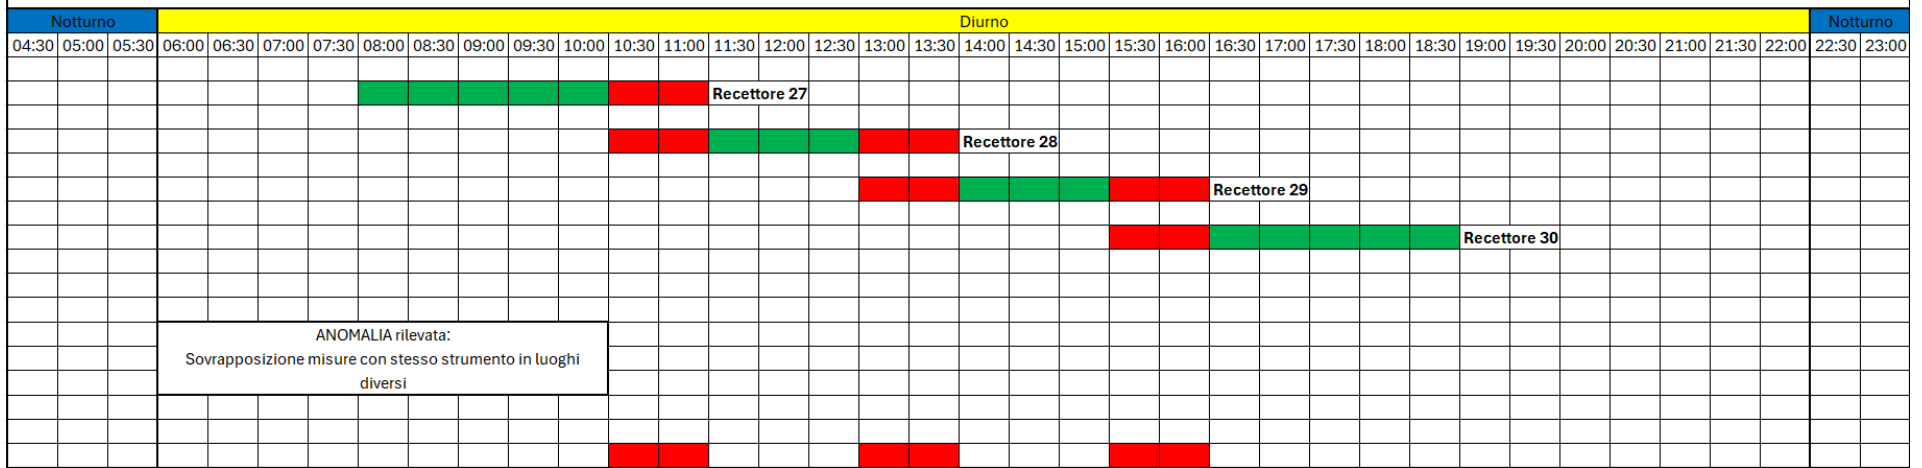 Notturno Diurno Notturno
04:30 05:00 05:30 06:00 06:30 07:00 07:30 08:00 08:30 09:00 09:30 10:00 10:30 11:00 11:30 12:00 12:30 13:00 13:30 14:00 14:30 15:00 15:30 16:00 16:30 17:00 17:30 18:00 18:30 19:00 19:30 20:00 20:30 21:00 21:30 22:00 22:30 23:00
Recettore 27
Recettore 28
Recettore 29
Recettore 30
ANOMALIA rilevata:
Sovrapposizione misure con stesso strumento in luoghi
diversi